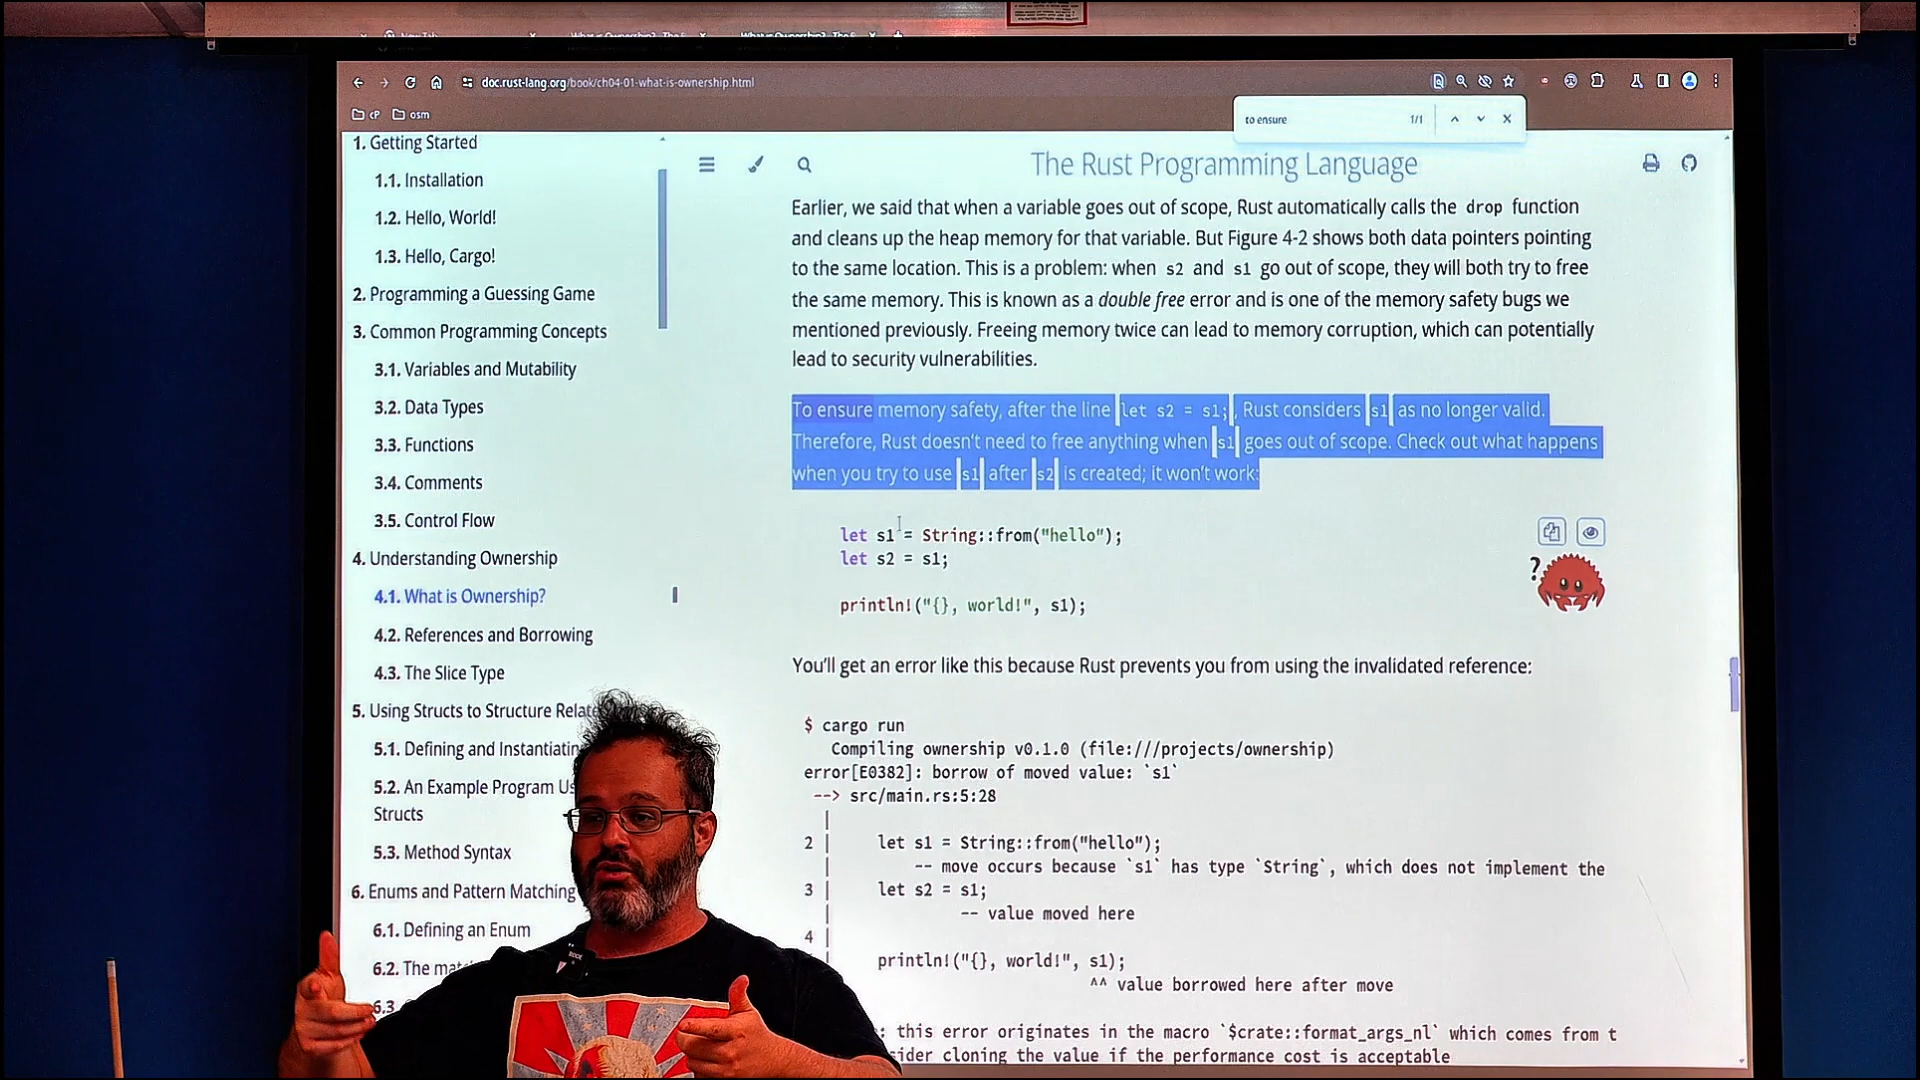 New Tab
What is Ownership? - The R
What is Ownership? - The R
doc.rust-lang.org/book/ch04-01-what-is-ownership.html
cP
osm
to ensure
1/1
1. Getting Started
1.1. Installation
1.2. Hello, World!
1.3. Hello, Cargo!
2. Programming a Guessing Game
3. Common Programming Concepts
3.1. Variables and Mutability
3.2. Data Types
3.3. Functions
3.4. Comments
3.5. Control Flow
4. Understanding Ownership
4.1. What is Ownership?
4.2. References and Borrowing
4.3. The Slice Type
5. Using Structs to Structure Relate
5.1. Defining and Instantiatin
5.2. An Example Program Us
Structs
5.3. Method Syntax
6. Enums and Pattern Matching
6.1. Defining an Enum
6.2. The mat
6.3
The Rust Programming Language
Earlier, we said that when a variable goes out of scope, Rust automatically calls the drop function
and cleans up the heap memory for that variable. But Figure 4-2 shows both data pointers pointing
to the same location. This is a problem: when s2 and s1 go out of scope, they will both try to free
the same memory. This is known as a double free error and is one of the memory safety bugs we
mentioned previously. Freeing memory twice can lead to memory corruption, which can potentially
lead to security vulnerabilities.
To ensure memory safety, after the line let s2 = s1;, Rust considers s1 as no longer valid.
Therefore, Rust doesn't need to free anything when s1 goes out of scope. Check out what happens
when you try to use s1 after s2 is created; it won't work:
let s1 = String::from("hello");
let s2 = s1;
println!("{}, world!", s1);
?
You'll get an error like this because Rust prevents you from using the invalidated reference:
$ cargo run
Compiling ownership v0.1.0 (file:///projects/ownership)
error[E0382]: borrow of moved value: `s1`
--> src/main.rs:5:28
|
2 | let s1 = String::from("hello");
| -- move occurs because `s1` has type `String`, which does not implement the
3 | let s2 = s1;
| -- value moved here
4 |
println!("{}, world!", s1);
^^ value borrowed here after move
: this error originates in the macro `$crate::format_args_nl` which comes from t
sider cloning the value if the performance cost is acceptable
RODE